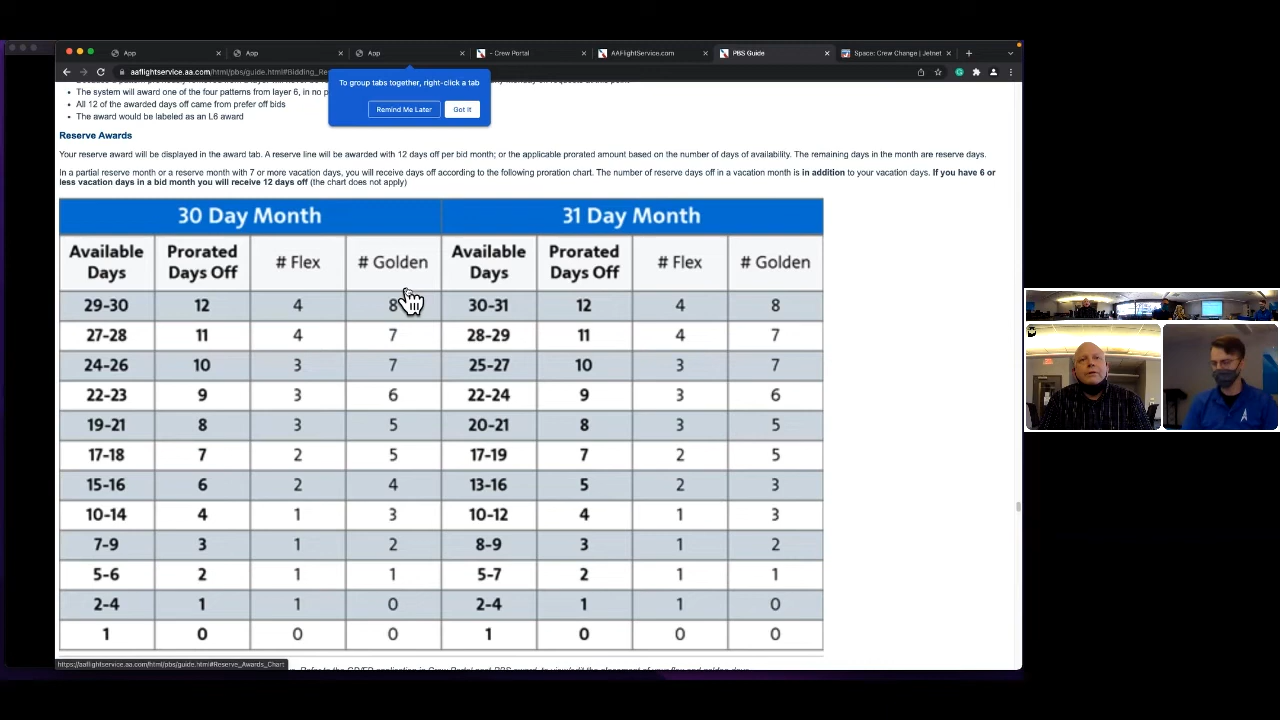 App
App
App
- Crew Portal
AAFlightService.com
PBS Guide
Space: Crew Change | Jetnet
aaflightservice.aa.com/html/pbs/guide.html#Bidding_Re
To group tabs together, right-click a tab
Remind Me Later
Got It
• The system will award one of the four patterns from layer 6, in no p
• All 12 of the awarded days off came from prefer off bids
• The award would be labeled as an L6 award
Reserve Awards
Your reserve award will be displayed in the award tab. A reserve line will be awarded with 12 days off per bid month; or the applicable prorated amount based on the number of days of availability. The remaining days in the month are reserve days.
In a partial reserve month or a reserve month with 7 or more vacation days, you will receive days off according to the following proration chart. The number of reserve days off in a vacation month is in addition to your vacation days. If you have 6 or
less vacation days in a bid month you will receive 12 days off (the chart does not apply)
30 Day Month 31 Day Month
Available Days Prorated Days Off # Flex # Golden Available Days Prorated Days Off # Flex # Golden
29-30 12 4 8 30-31 12 4 8
27-28 11 4 7 28-29 11 4 7
24-26 10 3 7 25-27 10 3 7
22-23 9 3 6 22-24 9 3 6
19-21 8 3 5 20-21 8 3 5
17-18 7 2 5 17-19 7 2 5
15-16 6 2 4 13-16 5 2 3
10-14 4 1 3 10-12 4 1 3
7-9 3 1 2 8-9 3 1 2
5-6 2 1 1 5-7 2 1 1
2-4 1 1 0 2-4 1 1 0
1 0 0 0 1 0 0 0
https://aaflightservice.aa.com/html/pbs/guide.html#Reserve_Awards_Chart